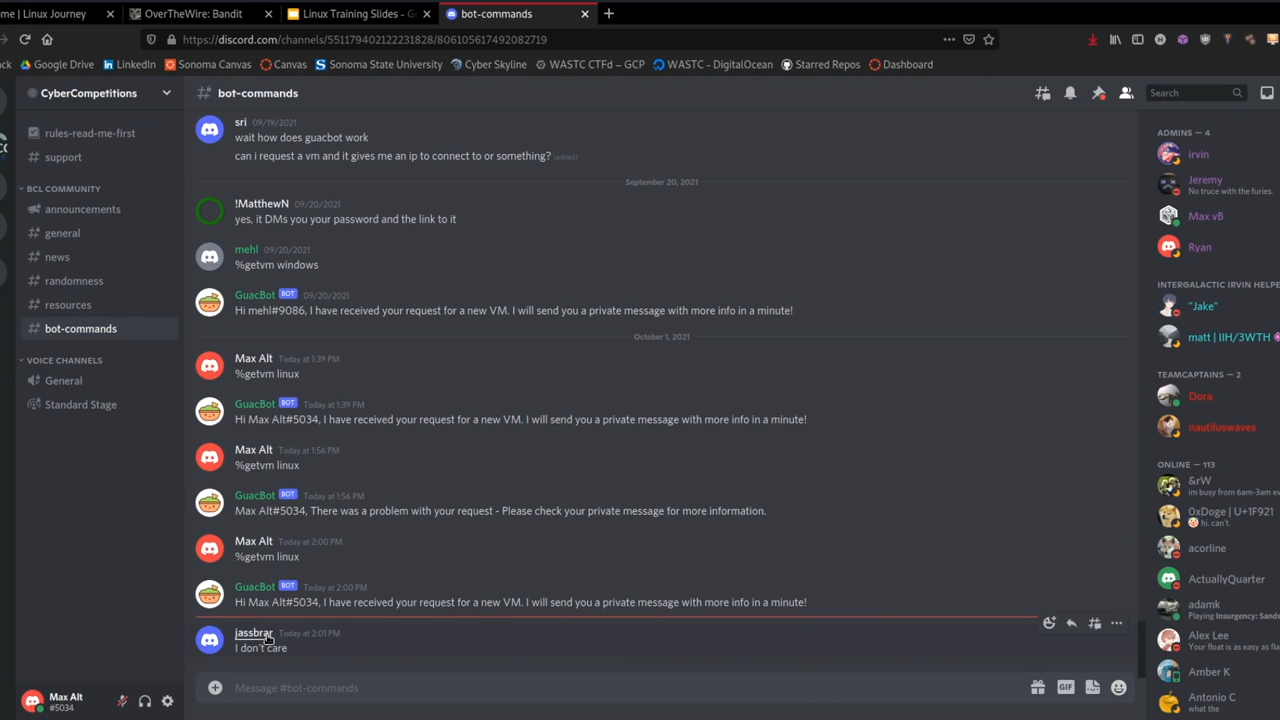 me | Linux Journey
OverTheWire: Bandit
Linux Training Slides - G
bot-commands
https://discord.com/channels/551179402122231828/806105617492082719
ck
Google Drive
LinkedIn
Sonoma Canvas
Canvas
Sonoma State University
Cyber Skyline
WASTC CTFd – GCP
WASTC - DigitalOcean
Starred Repos
Dashboard
CyberCompetitions
bot-commands
Search
rules-read-me-first
support
BCL COMMUNITY
announcements
general
news
randomness
resources
bot-commands
VOICE CHANNELS
General
Standard Stage
Max Alt
#5034
sri 09/19/2021
wait how does guacbot work
can i request a vm and it gives me an ip to connect to or something? (edited)
September 20, 2021
!MatthewN 09/20/2021
yes, it DMs you your password and the link to it
mehl 09/20/2021
%getvm windows
GuacBot BOT 09/20/2021
Hi mehl#9086, I have received your request for a new VM. I will send you a private message with more info in a minute!
October 1, 2021
Max Alt Today at 1:39 PM
%getvm linux
GuacBot BOT Today at 1:39 PM
Hi Max Alt#5034, I have received your request for a new VM. I will send you a private message with more info in a minute!
Max Alt Today at 1:56 PM
%getvm linux
GuacBot BOT Today at 1:56 PM
Max Alt#5034, There was a problem with your request - Please check your private message for more information.
Max Alt Today at 2:00 PM
%getvm linux
GuacBot BOT Today at 2:00 PM
Hi Max Alt#5034, I have received your request for a new VM. I will send you a private message with more info in a minute!
jassbrar Today at 2:01 PM
I don't care
Message #bot-commands
GIF
ADMINS — 4
irvin
Jeremy
No truce with the furies.
Max vB
Ryan
INTERGALACTIC IRVIN HELPE
"Jake"
matt | IIH/3WTH
TEAMCAPTAINS — 2
Dora
nautiluswaves
ONLINE — 113
&rW
im busy from 6am-3am e
0xDoge | U+1F921
hi. can't.
acorline
ActuallyQuarter
adamk
Playing Insurgency: Sands
Alex Lee
Your float is as easy as fla
Amber K
Antonio C
what the